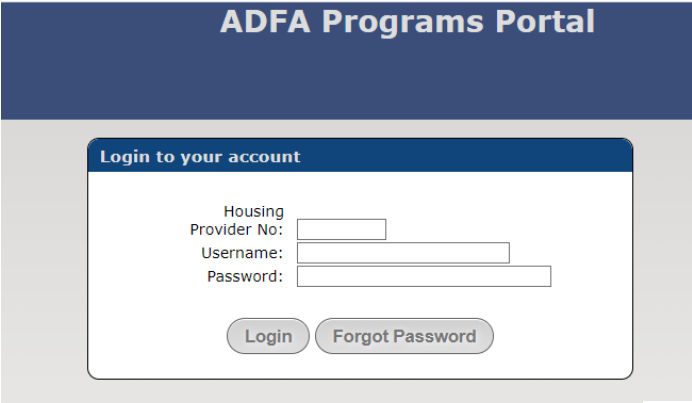 ADFA Programs Portal
Login to your account
Housing
Provider No:
Username:
Password:
Login Forgot Password